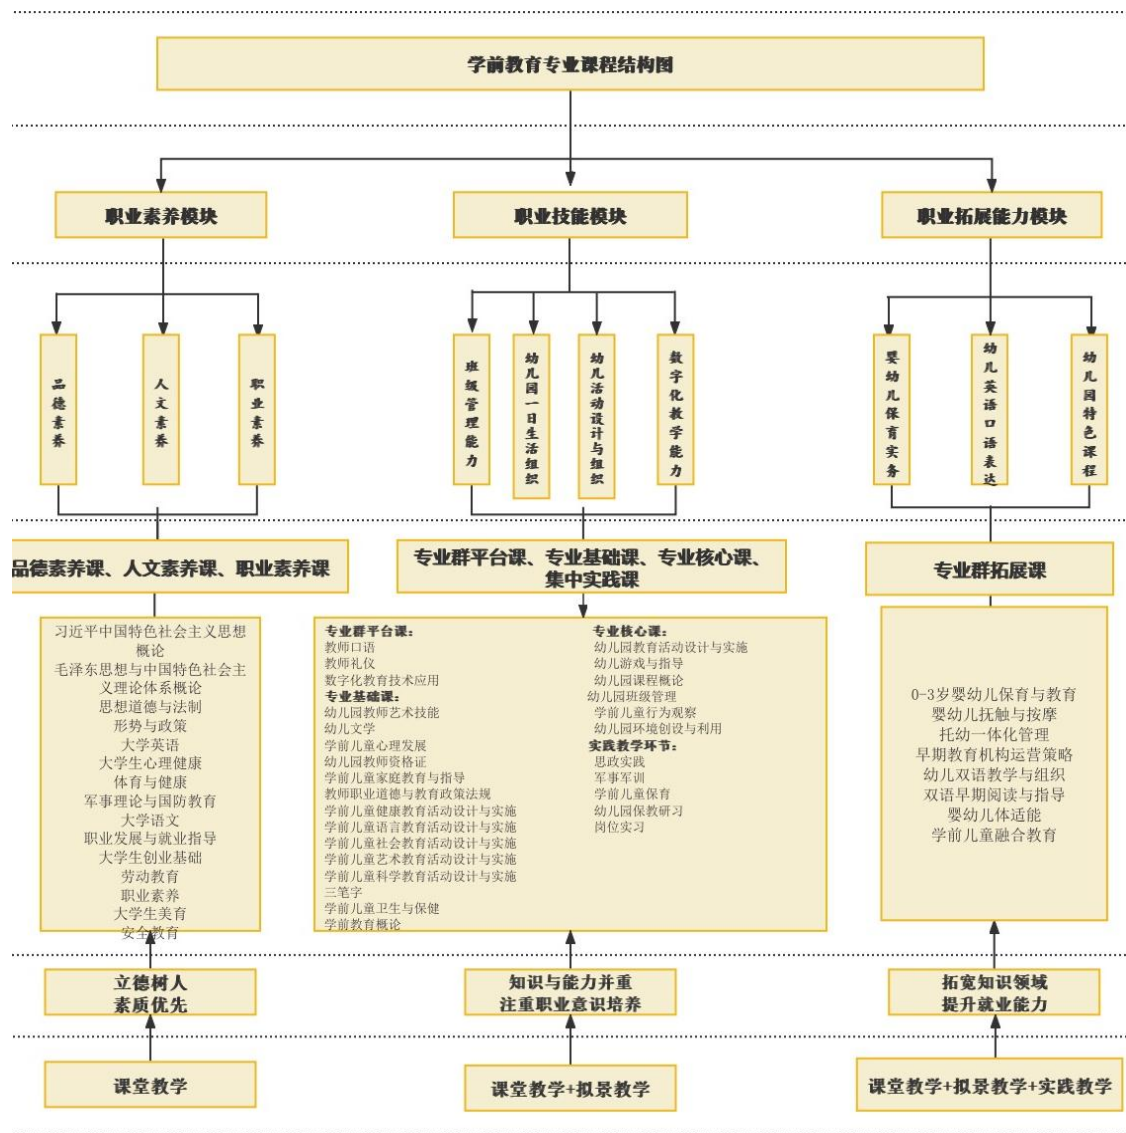 学前教育专业课程结构图
职业素养模块
职业技能模块
职业拓展能力模块
品德素养
人文素养
职业素养
班级管理能力
幼儿园一日生活组织
幼儿活动设计与组织
数字化教学能力
婴幼儿保育实务
幼儿英语口语表达
幼儿园特色课程
品德素养课、人文素养课、职业素养课
专业群平台课、专业基础课、专业核心课、
集中实践课
专业群拓展课
习近平中国特色社会主义思想
概论
毛泽东思想与中国特色社会主
义理论体系概论
思想道德与法制
形势与政策
大学英语
大学生心理健康
体育与健康
军事理论与国防教育
大学语文
职业发展与就业指导
大学生创业基础
劳动教育
职业素养
大学生美育
安全教育
专业群平台课：
教师口语
教师礼仪
数字化教育技术应用
专业基础课：
幼儿园教师艺术技能
幼儿文学
学前儿童心理发展
幼儿园教师资格证
学前儿童家庭教育与指导
教师职业道德与教育政策法规
学前儿童健康教育活动设计与实施
学前儿童语言教育活动设计与实施
学前儿童社会教育活动设计与实施
学前儿童艺术教育活动设计与实施
学前儿童科学教育活动设计与实施
三笔字
学前儿童卫生与保健
学前教育概论
专业核心课：
幼儿园教育活动设计与实施
幼儿游戏与指导
幼儿园课程概论
幼儿园班级管理
学前儿童行为观察
幼儿园环境创设与利用
实践教学环节：
思政实践
军事军训
学前儿童保育
幼儿园保教研习
岗位实习
0-3岁婴幼儿保育与教育
婴幼儿抚触与按摩
托幼一体化管理
早期教育机构运营策略
幼儿双语教学与组织
双语早期阅读与指导
婴幼儿体适能
学前儿童融合教育
立德树人
素质优先
知识与能力并重
注重职业意识培养
拓宽知识领域
提升就业能力
课堂教学
课堂教学+拟景教学
课堂教学+拟景教学+实践教学